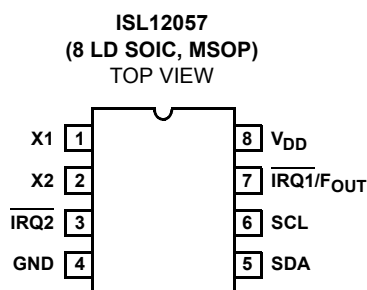 ISL12057
(8 LD SOIC, MSOP)
TOP VIEW
X1 1 8 VDD
X2 2 7 IRQ1/FOUT
IRQ2 3 6 SCL
GND 4 5 SDA